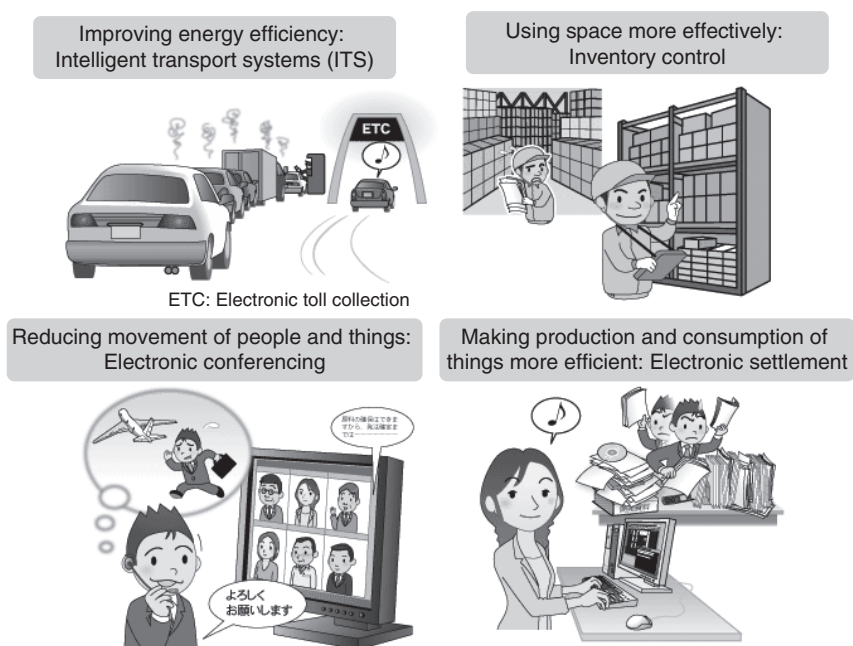 Improving energy efficiency:
Intelligent transport systems (ITS)
Using space more effectively:
Inventory control
ETC
ETC: Electronic toll collection
Reducing movement of people and things:
Electronic conferencing
Making production and consumption of
things more efficient: Electronic settlement
よろしく
お願いします